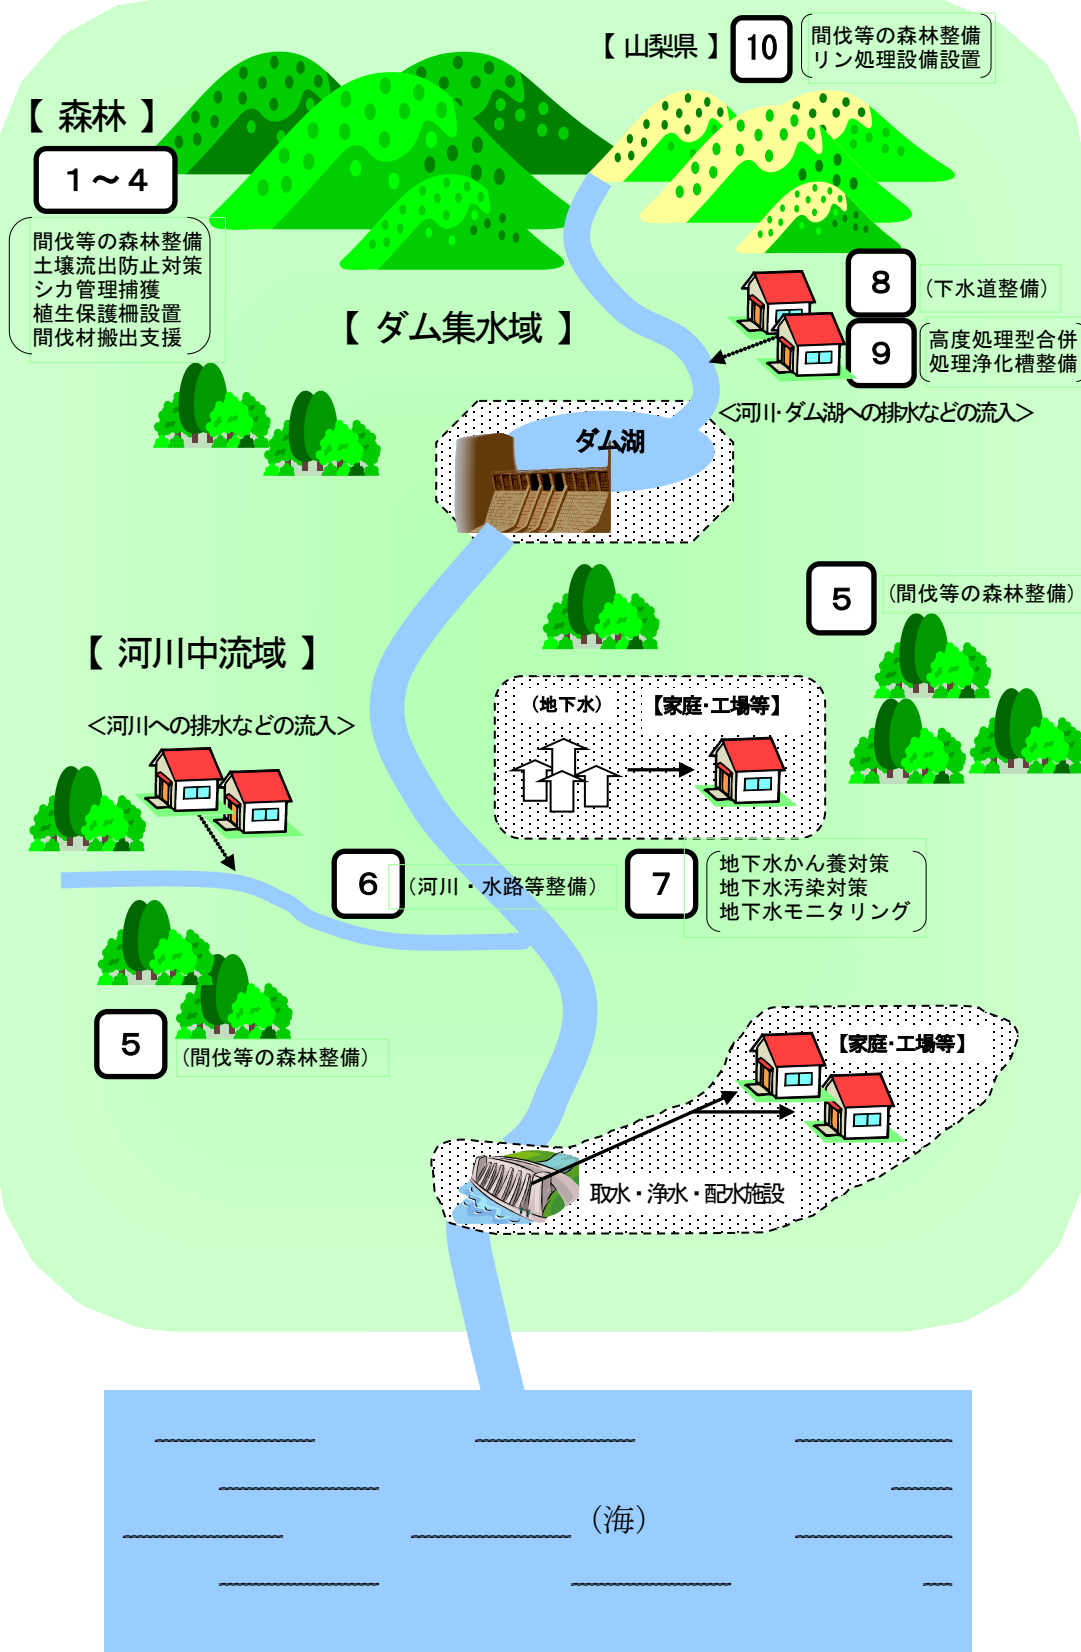 【 山梨県 】
10
間伐等の森林整備
リン処理設備設置
【 森林 】
１～４
間伐等の森林整備
土壌流出防止対策
シカ管理捕獲
植生保護柵設置
間伐材搬出支援
【 ダム集水域 】
８
（下水道整備）
９
高度処理型合併
処理浄化槽整備
＜河川・ダム湖への排水などの流入＞
ダム湖
５
（間伐等の森林整備）
【 河川中流域 】
＜河川への排水などの流入＞
（地下水）
【家庭・工場等】
６
（河川・水路等整備）
７
地下水かん養対策
地下水汚染対策
地下水モニタリング
５
（間伐等の森林整備）
【家庭・工場等】
取水・浄水・配水施設
（海）